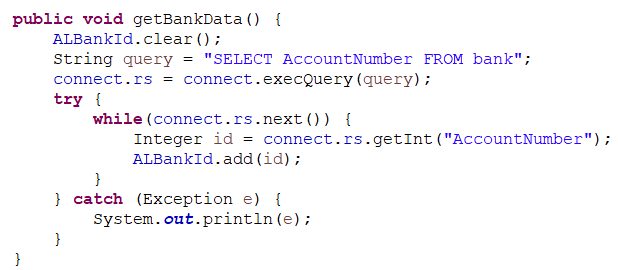 public void getBankData() {
    ALBankId.clear();
    String query = "SELECT AccountNumber FROM bank";
    connect.rs = connect.execQuery(query);
    try {
        while(connect.rs.next()) {
            Integer id = connect.rs.getInt("AccountNumber");
            ALBankId.add(id);
        }
    } catch (Exception e) {
        System.out.println(e);
    }
}